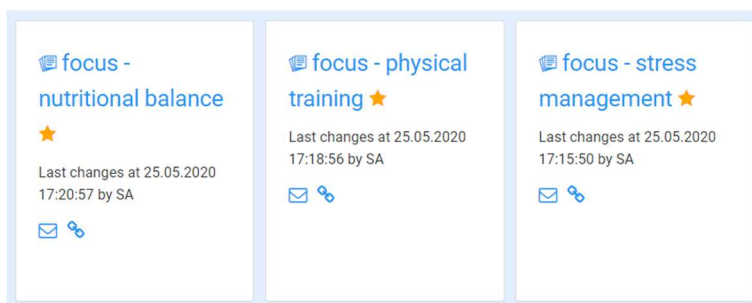 focus -
nutritional balance
Last changes at 25.05.2020
17:20:57 by SA
focus - physical
training
Last changes at 25.05.2020
17:18:56 by SA
focus - stress
management
Last changes at 25.05.2020
17:15:50 by SA